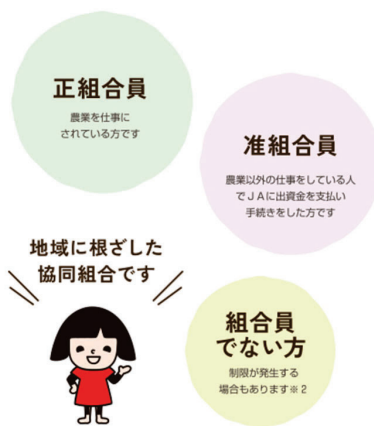 正組合員
農業を仕事に
されている方です
准組合員
農業以外の仕事をしている人
でJAに出資金を支払い
手続きをした方です
地域に根ざした
協同組合です
組合員
でない方
制限が発生する
場合もあります※2